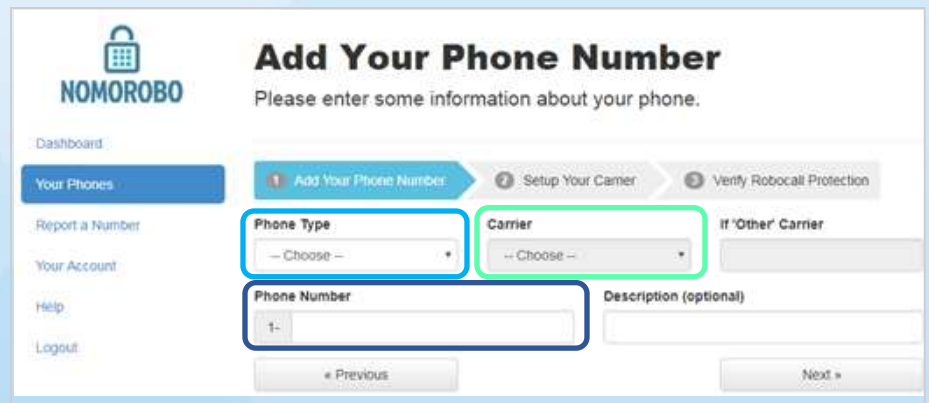 NOMOROBO
Dashboard
Your Phones
Report a Number
Your Account
Help
Logout
Add Your Phone Number
Please enter some information about your phone.
1 Add Your Phone Number 2 Setup Your Carrier 3 Verify Robocall Protection
Phone Type Carrier If 'Other' Carrier
-- Choose -- -- Choose --
Phone Number Description (optional)
1-
« Previous Next »